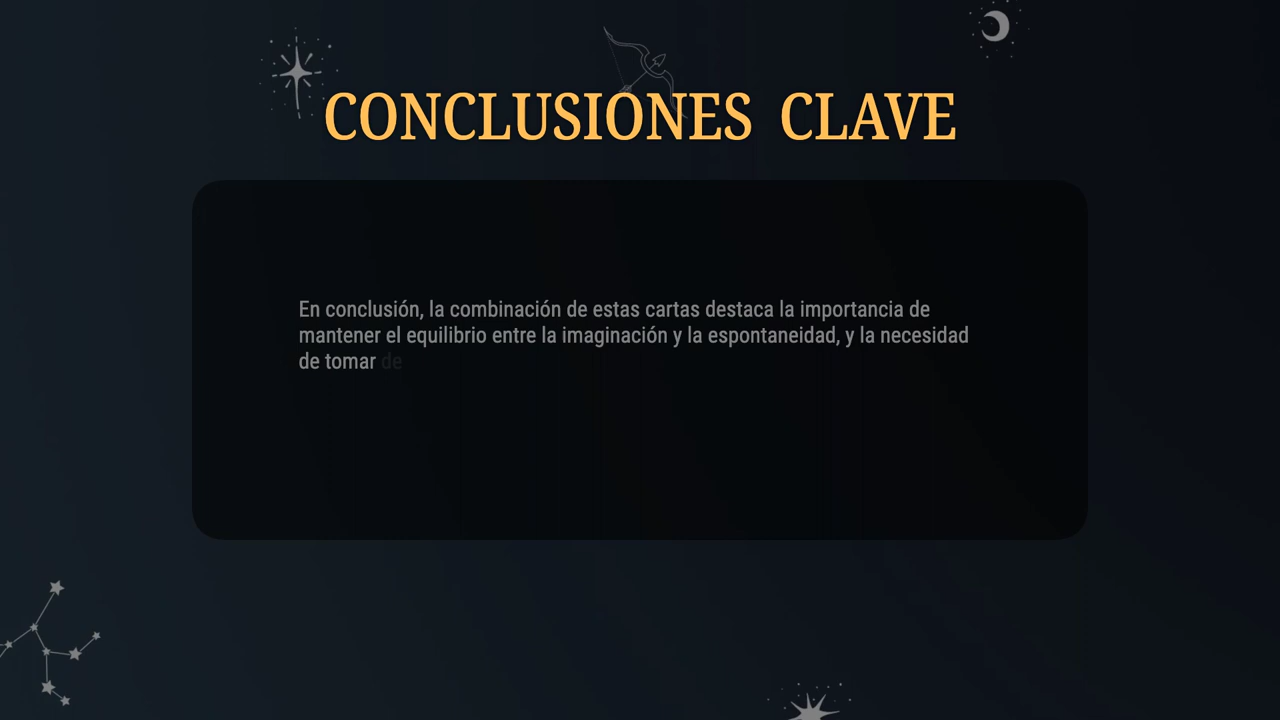 CONCLUSIONES CLAVE
En conclusión, la combinación de estas cartas destaca la importancia de
mantener el equilibrio entre la imaginación y la espontaneidad, y la necesidad
de tomar de